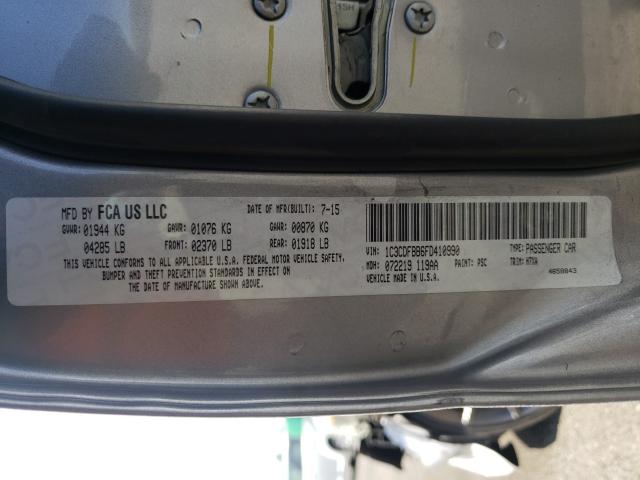 15H
MFD BY FCA US LLC DATE OF MFR(BUILT): 7-15
GVWR: 01944 KG GAWR: 01076 KG GAWR: 00870 KG
04285 LB FRONT: 02370 LB REAR: 01918 LB
THIS VEHICLE CONFORMS TO ALL APPLICABLE U.S.A. FEDERAL MOTOR VEHICLE SAFETY,
BUMPER AND THEFT PREVENTION STANDARDS IN EFFECT ON
THE DATE OF MANUFACTURE SHOWN ABOVE.
VIN: 1C3CDFBB6FD410990 TYPE: PASSENGER CAR
MDH: 072219 119AA PAINT: PSC TRIM: H7XA
VEHICLE MADE IN U.S.A. 4658843